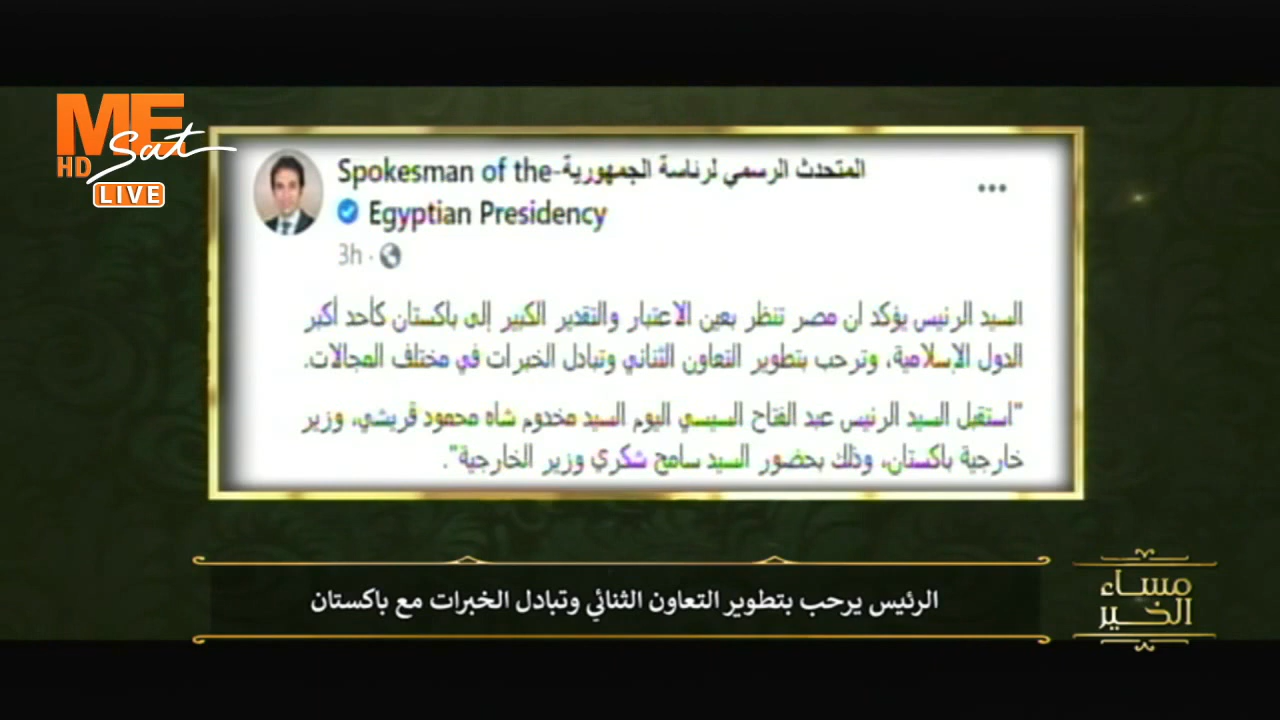 ME
Sat
HD
LIVE
Spokesman of the-المتحدث الرسمي لرئاسة الجمهورية
Egyptian Presidency
3h ·
السيد الرئيس يؤكد ان مصر تنظر بعين الاعتبار والتقدير الكبير إلى باكستان كأحد أكبر
الدول الإسلامية، وترحب بتطوير التعاون الثنائي وتبادل الخبرات في مختلف المجالات.
"استقبل السيد الرئيس عبد الفتاح السيسي اليوم السيد مخدوم شاه محمود قريشي، وزير
خارجية باكستان، وذلك بحضور السيد سامح شكري وزير الخارجية".
الرئيس يرحب بتطوير التعاون الثنائي وتبادل الخبرات مع باكستان
مساء
الخير